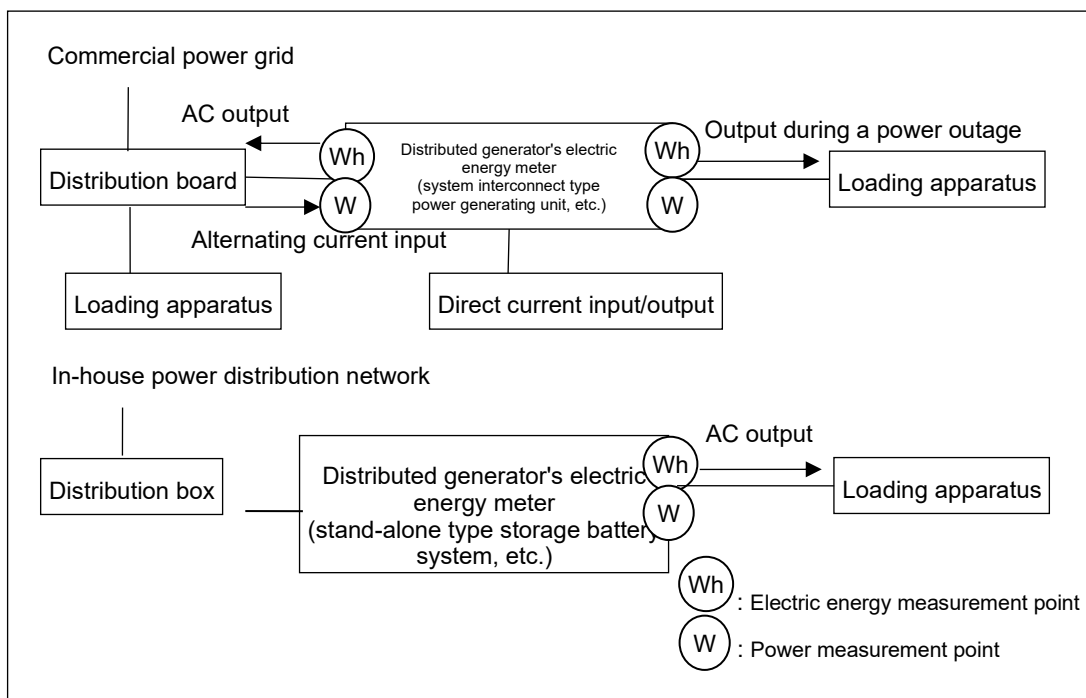 Commercial power grid
AC output
Wh
Distributed generator's electric
energy meter
(system interconnect type
power generating unit, etc.)
Wh
Output during a power outage
Distribution board
W
W
Loading apparatus
Alternating current input
Loading apparatus
Direct current input/output
In-house power distribution network
AC output
Distribution box
Distributed generator's electric
energy meter
(stand-alone type storage battery
system, etc.)
Wh
W
Loading apparatus
Wh
: Electric energy measurement point
W
: Power measurement point